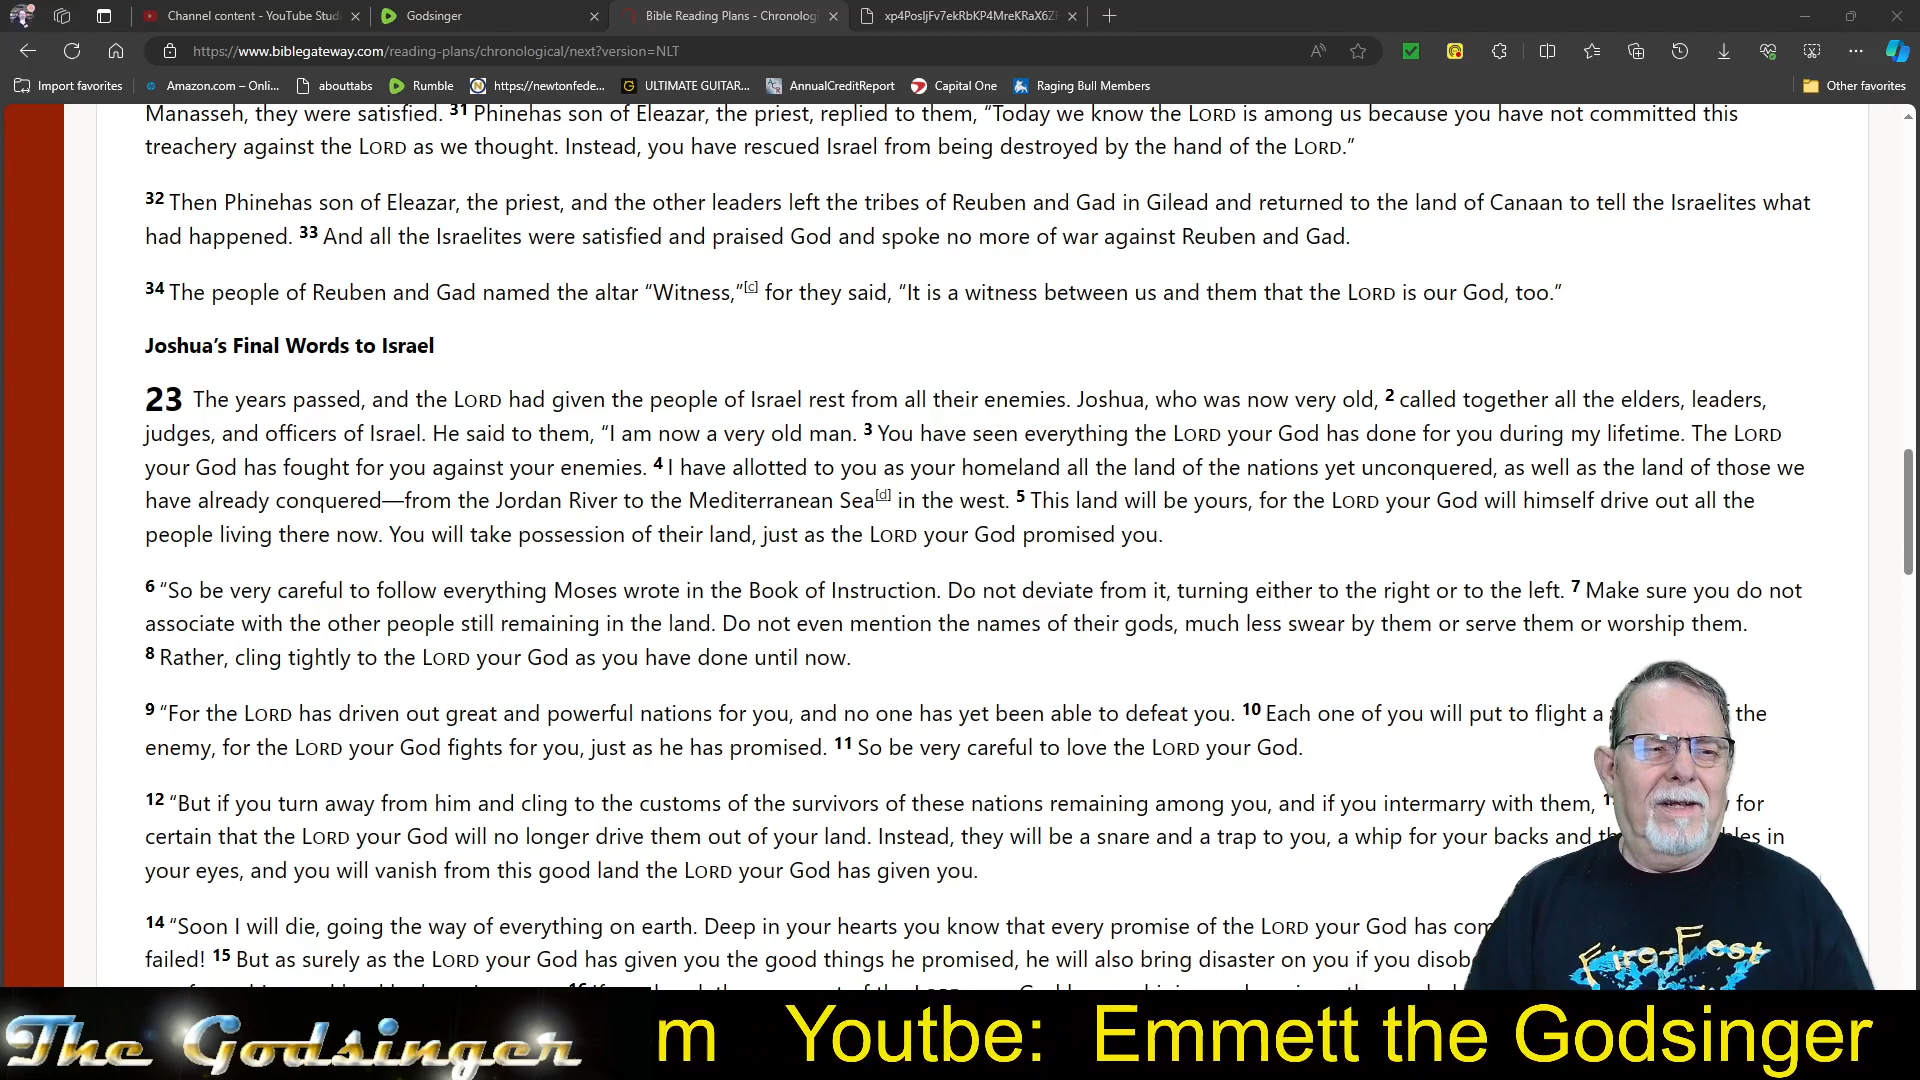 Channel content - YouTube Stud
Godsinger
Bible Reading Plans - Chronolog
xp4PosIjFv7ekRbKP4MreKRaX6ZF
https://www.biblegateway.com/reading-plans/chronological/next?version=NLT
Import favorites
Amazon.com – Onli...
abouttabs
Rumble
https://newtonfede...
ULTIMATE GUITAR...
AnnualCreditReport
Capital One
Raging Bull Members
Other favorites
Manasseh, they were satisfied. 31 Phinehas son of Eleazar, the priest, replied to them, “Today we know the LORD is among us because you have not committed this
treachery against the LORD as we thought. Instead, you have rescued Israel from being destroyed by the hand of the LORD.”
32 Then Phinehas son of Eleazar, the priest, and the other leaders left the tribes of Reuben and Gad in Gilead and returned to the land of Canaan to tell the Israelites what
had happened. 33 And all the Israelites were satisfied and praised God and spoke no more of war against Reuben and Gad.
34 The people of Reuben and Gad named the altar “Witness,”[c] for they said, “It is a witness between us and them that the LORD is our God, too.”
Joshua’s Final Words to Israel
23 The years passed, and the LORD had given the people of Israel rest from all their enemies. Joshua, who was now very old, 2 called together all the elders, leaders,
judges, and officers of Israel. He said to them, “I am now a very old man. 3 You have seen everything the LORD your God has done for you during my lifetime. The LORD
your God has fought for you against your enemies. 4 I have allotted to you as your homeland all the land of the nations yet unconquered, as well as the land of those we
have already conquered—from the Jordan River to the Mediterranean Sea[d] in the west. 5 This land will be yours, for the LORD your God will himself drive out all the
people living there now. You will take possession of their land, just as the LORD your God promised you.
6 “So be very careful to follow everything Moses wrote in the Book of Instruction. Do not deviate from it, turning either to the right or to the left. 7 Make sure you do not
associate with the other people still remaining in the land. Do not even mention the names of their gods, much less swear by them or serve them or worship them.
8 Rather, cling tightly to the LORD your God as you have done until now.
9 “For the LORD has driven out great and powerful nations for you, and no one has yet been able to defeat you. 10 Each one of you will put to flight a the
enemy, for the LORD your God fights for you, just as he has promised. 11 So be very careful to love the LORD your God.
12 “But if you turn away from him and cling to the customs of the survivors of these nations remaining among you, and if you intermarry with them, for
certain that the LORD your God will no longer drive them out of your land. Instead, they will be a snare and a trap to you, a whip for your backs and in
your eyes, and you will vanish from this good land the LORD your God has given you.
14 “Soon I will die, going the way of everything on earth. Deep in your hearts you know that every promise of the LORD your God has
failed! 15 But as surely as the LORD your God has given you the good things he promised, he will also bring disaster on you if you
Fire-Fest
The Godsinger
m Youtbe: Emmett the Godsinger